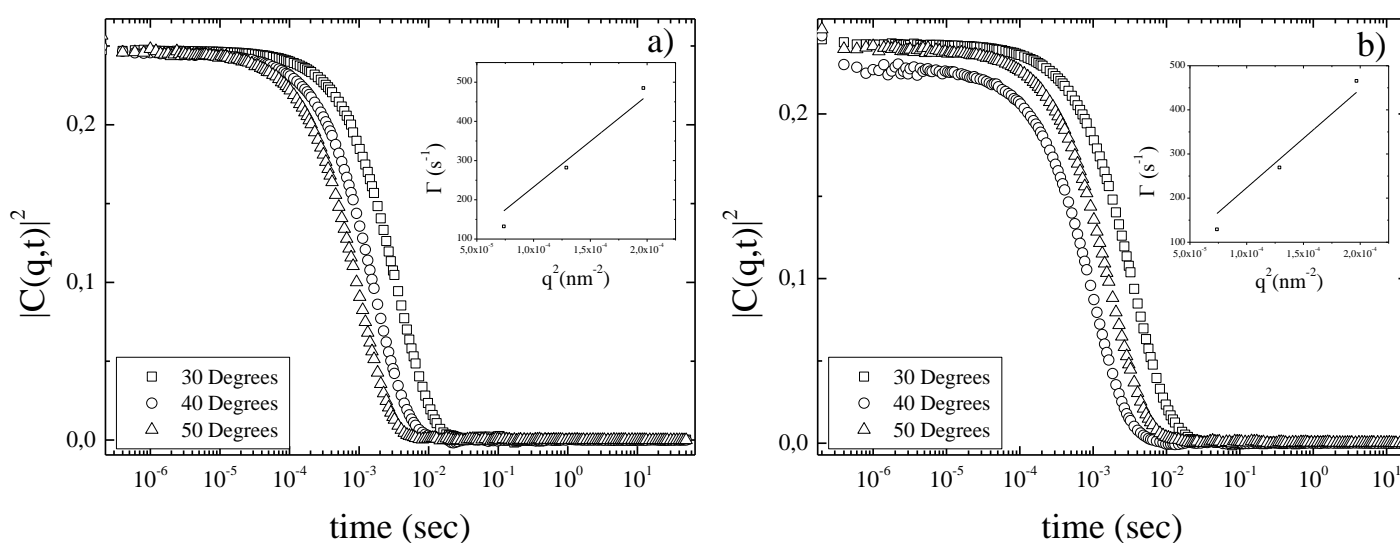 a)
|C(q,t)|²
0,2
0,1
0,0
10⁻⁶ 10⁻⁵ 10⁻⁴ 10⁻³ 10⁻² 10⁻¹ 10⁰ 10¹
time (sec)
30 Degrees
40 Degrees
50 Degrees
Γ (s⁻¹)
500
400
300
200
100
5,0x10⁻⁵ 1,0x10⁻⁴ 1,5x10⁻⁴ 2,0x10⁻⁴
q²(nm⁻²)
b)
|C(q,t)|²
0,2
0,1
0,0
10⁻⁶ 10⁻⁵ 10⁻⁴ 10⁻³ 10⁻² 10⁻¹ 10⁰ 10¹
time (sec)
30 Degrees
40 Degrees
50 Degrees
Γ (s⁻¹)
500
400
300
200
100
5,0x10⁻⁵ 1,0x10⁻⁴ 1,5x10⁻⁴ 2,0x10⁻⁴
q²(nm⁻²)